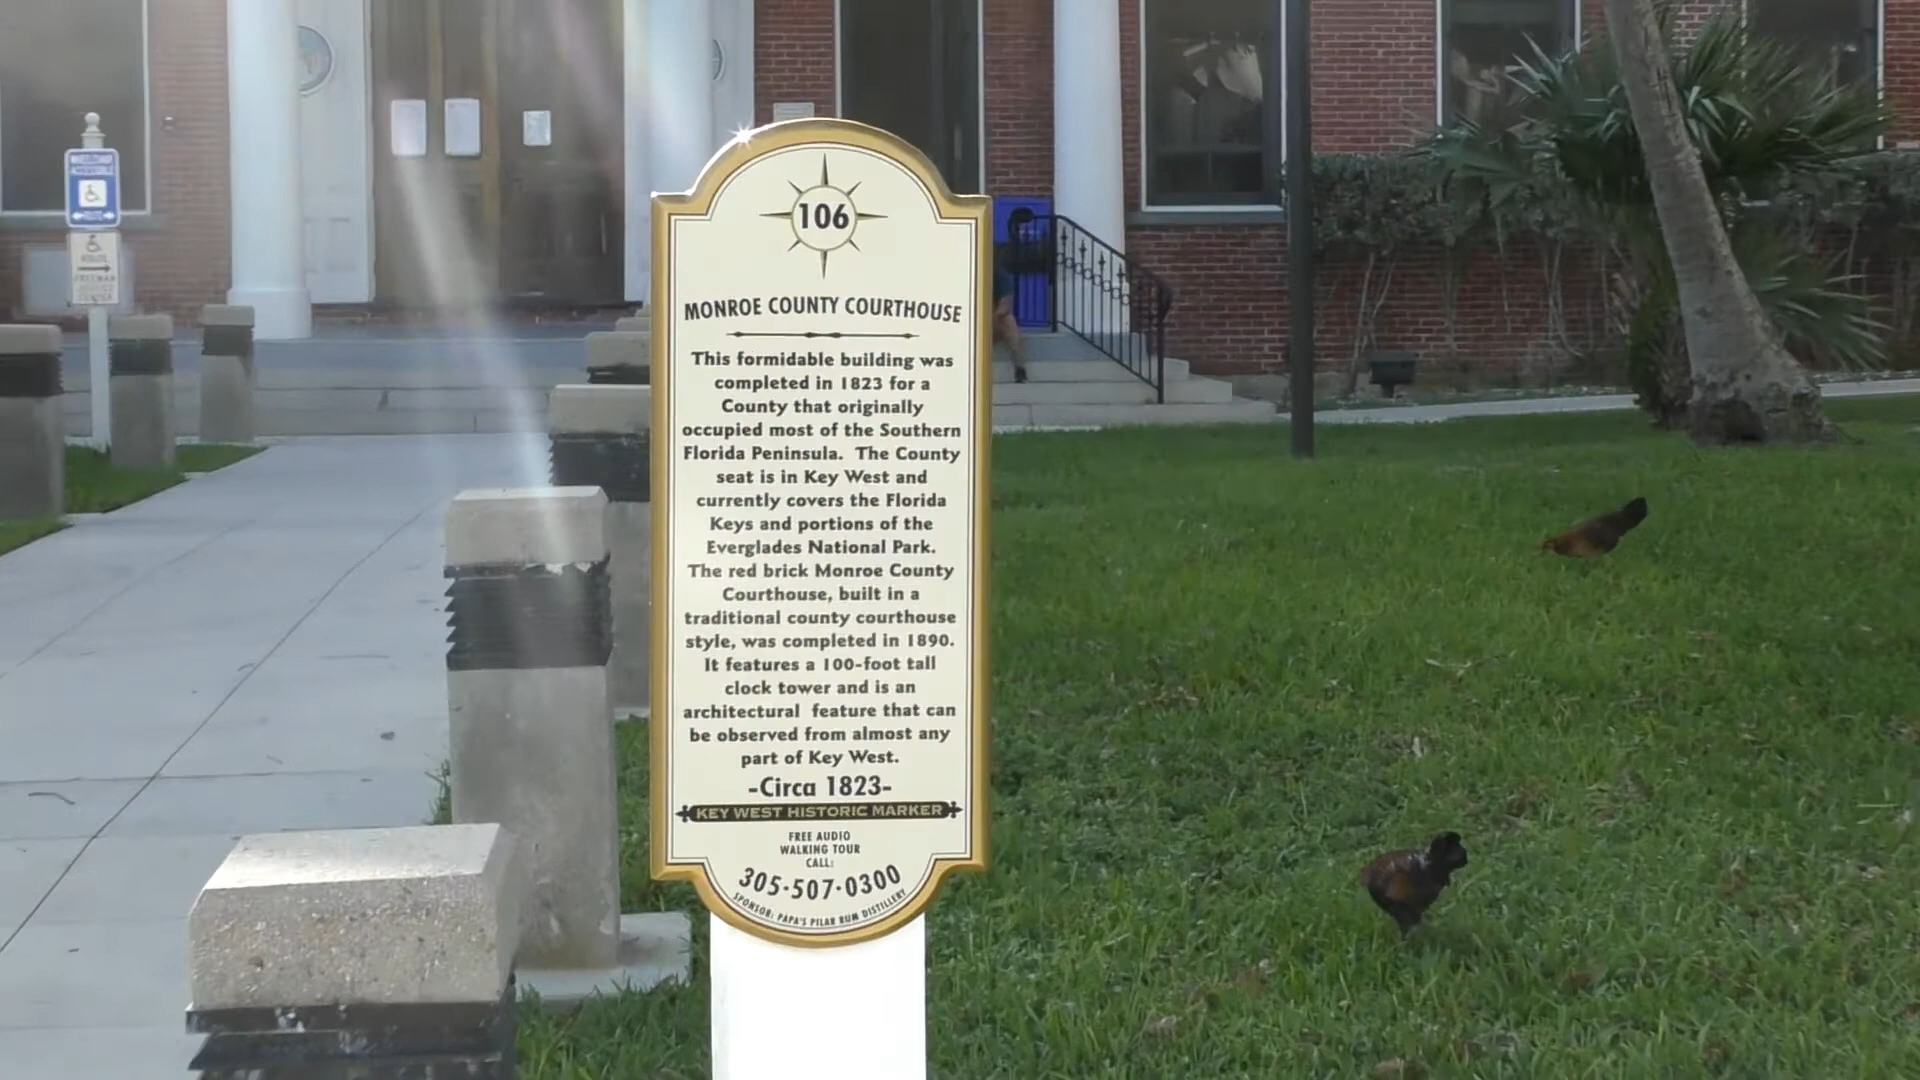 106
MONROE COUNTY COURTHOUSE
This formidable building was
completed in 1823 for a
County that originally
occupied most of the Southern
Florida Peninsula. The County
seat is in Key West and
currently covers the Florida
Keys and portions of the
Everglades National Park.
The red brick Monroe County
Courthouse, built in a
traditional county courthouse
style, was completed in 1890.
It features a 100-foot tall
clock tower and is an
architectural feature that can
be observed from almost any
part of Key West.
-Circa 1823-
KEY WEST HISTORIC MARKER
FREE AUDIO
WALKING TOUR
CALL:
305·507·0300
SPONSOR: PAPA'S PILAR RUM DISTILLERY
ROUTE
FREEMAN
JUSTICE
CENTER